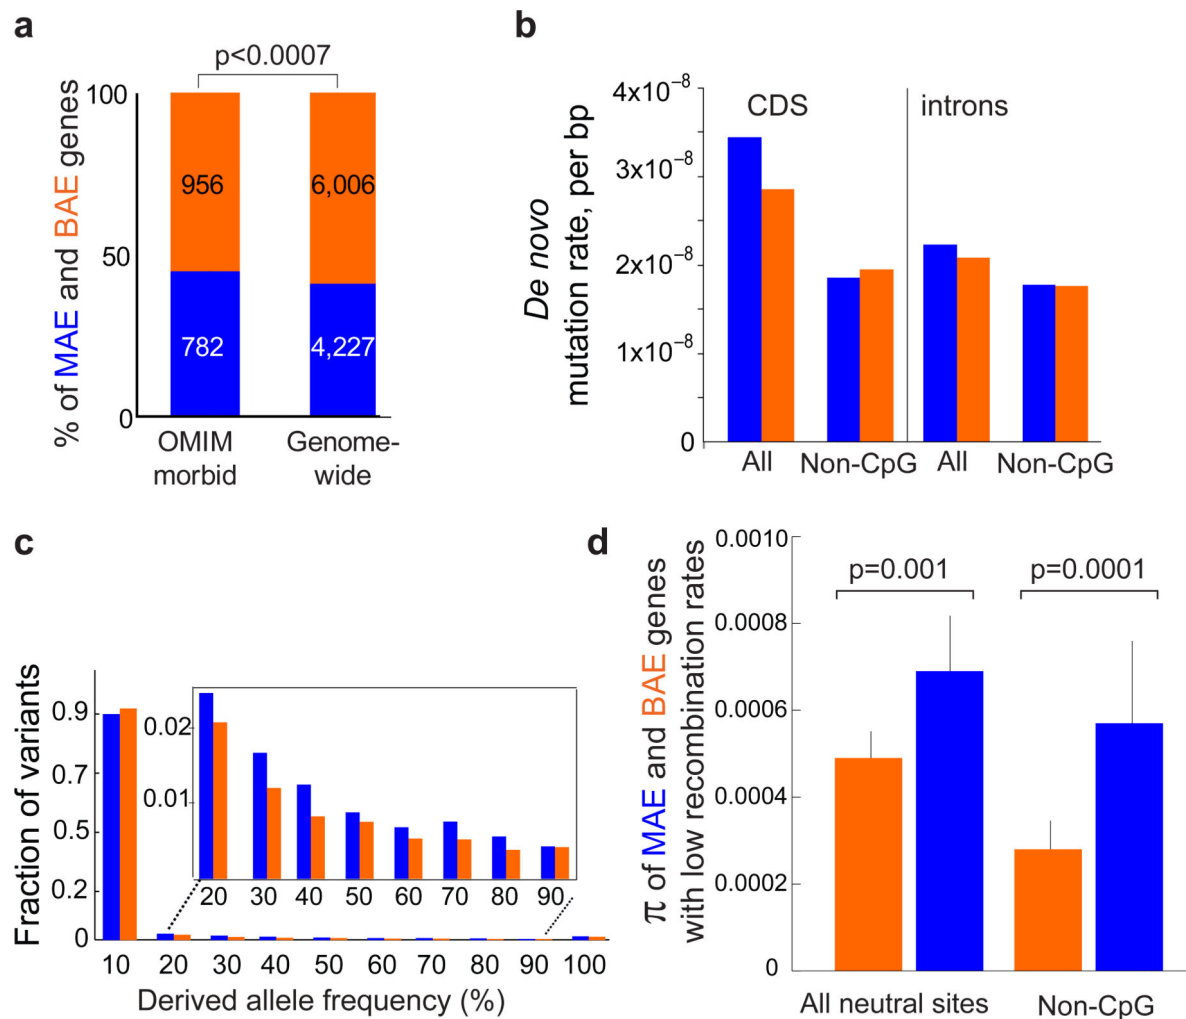 a
p<0.0007
% of MAE and BAE genes
100
50
0
956
6,006
782
4,227
OMIM
morbid
Genome-
wide
b
De novo
mutation rate, per bp
4x10⁻⁸
3x10⁻⁸
2x10⁻⁸
1x10⁻⁸
0
CDS
introns
All
Non-CpG
All
Non-CpG
c
Fraction of variants
0.9
0.7
0.5
0.2
0
0.02
0.01
20 30 40 50 60 70 80 90
10 20 30 40 50 60 70 80 90 100
Derived allele frequency (%)
d
π of MAE and BAE genes
with low recombination rates
0.0010
0.0008
0.0006
0.0004
0.0002
0
p=0.001
p=0.0001
All neutral sites
Non-CpG